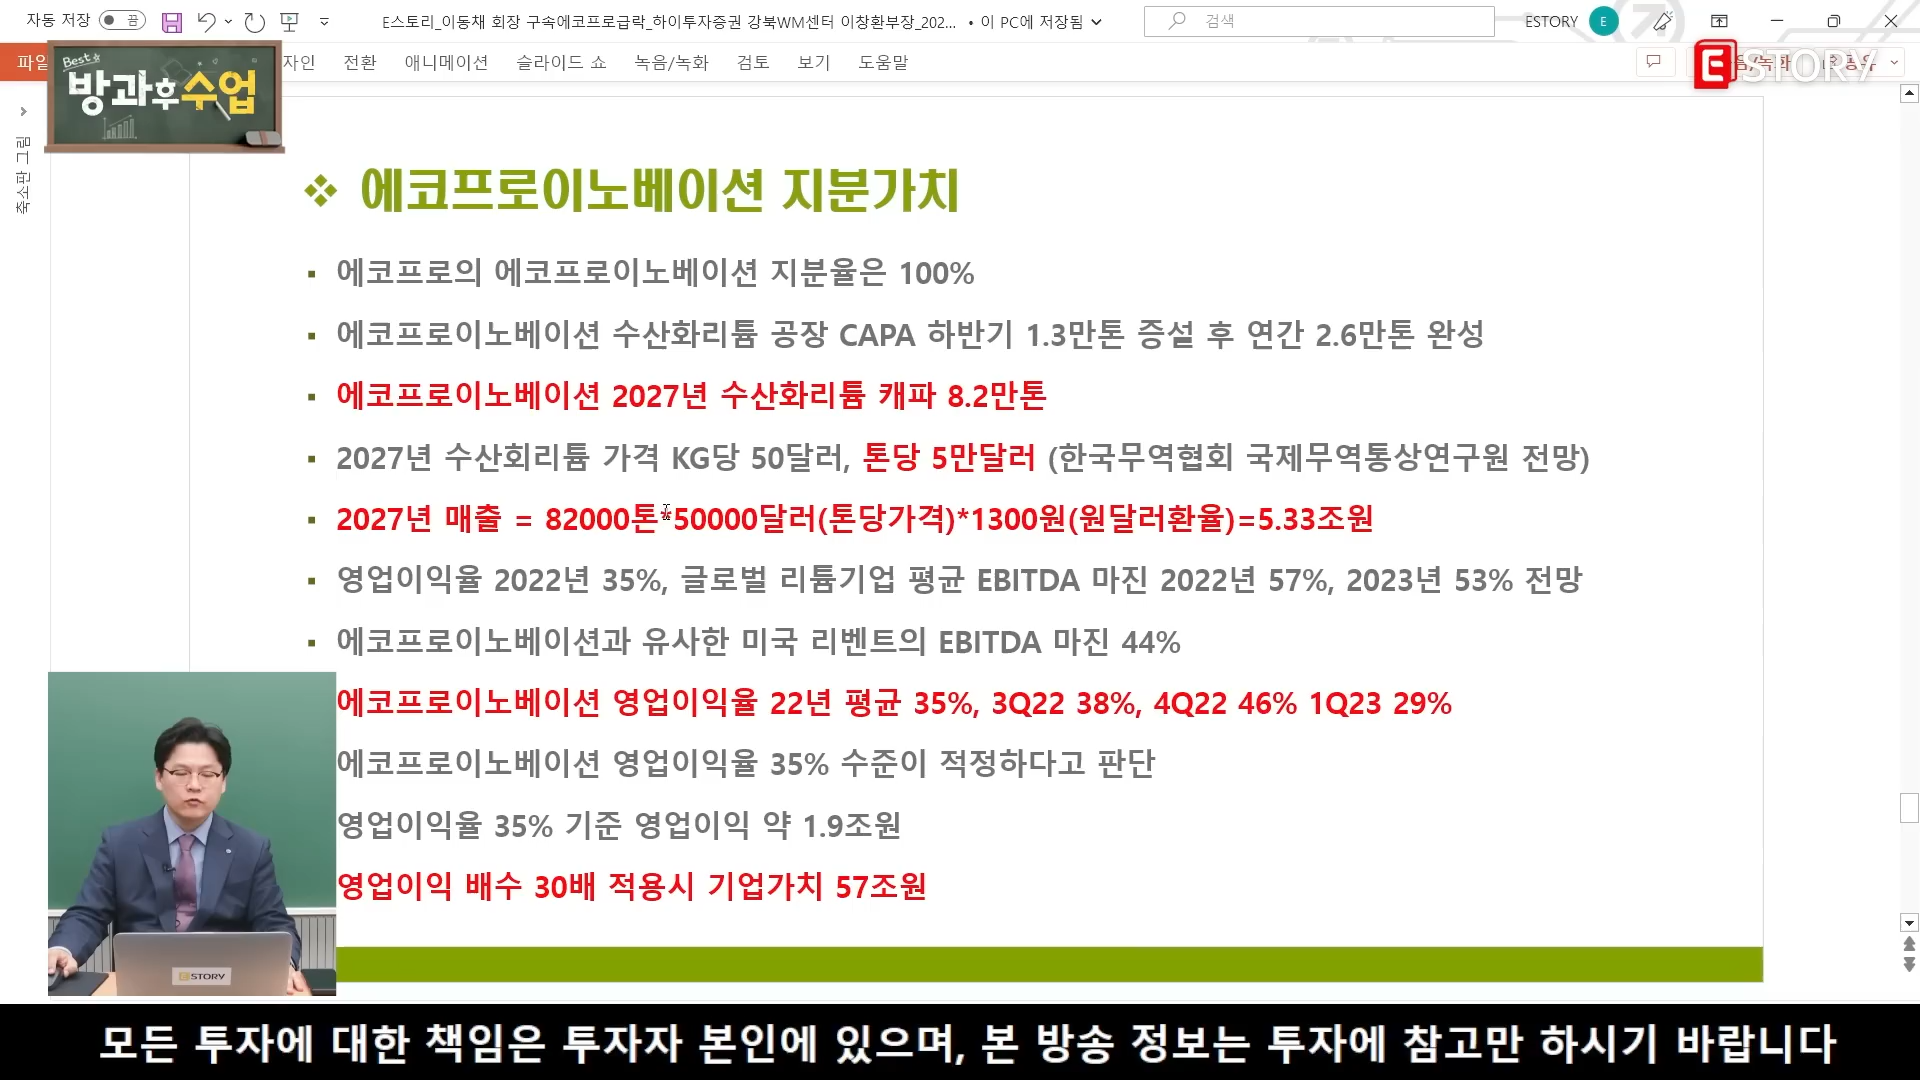 자동 저장 끔
E스토리_이동채 회장 구속에코프로급락_하이투자증권 강북WM센터 이창환부장_202... • 이 PC에 저장됨
검색
ESTORY E
파일
자인 전환 애니메이션 슬라이드 쇼 녹음/녹화 검토 보기 도움말
Best
방과후수업
ESTORY
축소판 그림
에코프로이노베이션 지분가치
에코프로의 에코프로이노베이션 지분율은 100%
에코프로이노베이션 수산화리튬 공장 CAPA 하반기 1.3만톤 증설 후 연간 2.6만톤 완성
에코프로이노베이션 2027년 수산화리튬 캐파 8.2만톤
2027년 수산회리튬 가격 KG당 50달러, 톤당 5만달러 (한국무역협회 국제무역통상연구원 전망)
2027년 매출 = 82000톤*50000달러(톤당가격)*1300원(원달러환율)=5.33조원
영업이익율 2022년 35%, 글로벌 리튬기업 평균 EBITDA 마진 2022년 57%, 2023년 53% 전망
에코프로이노베이션과 유사한 미국 리벤트의 EBITDA 마진 44%
에코프로이노베이션 영업이익율 22년 평균 35%, 3Q22 38%, 4Q22 46% 1Q23 29%
에코프로이노베이션 영업이익율 35% 수준이 적정하다고 판단
영업이익율 35% 기준 영업이익 약 1.9조원
영업이익 배수 30배 적용시 기업가치 57조원
ESTORY
모든 투자에 대한 책임은 투자자 본인에 있으며, 본 방송 정보는 투자에 참고만 하시기 바랍니다